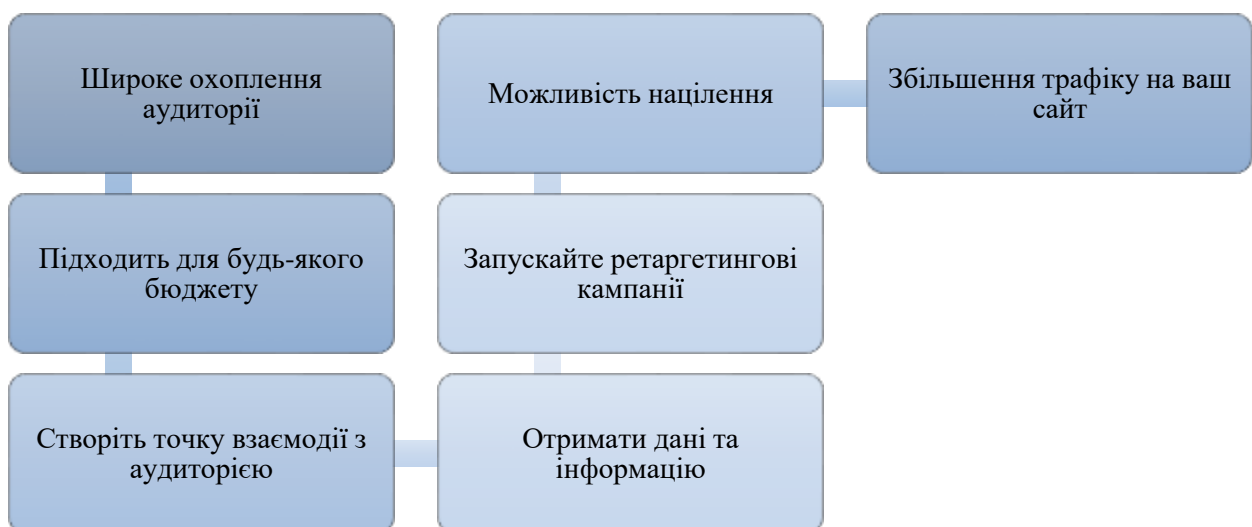 Широке охоплення
аудиторії
Підходить для будь-якого
бюджету
Створіть точку взаємодії з
аудиторією
Отримати дані та
інформацію
Запускайте ретаргетингові
кампанії
Можливість націлення
Збільшення трафіку на ваш
сайт